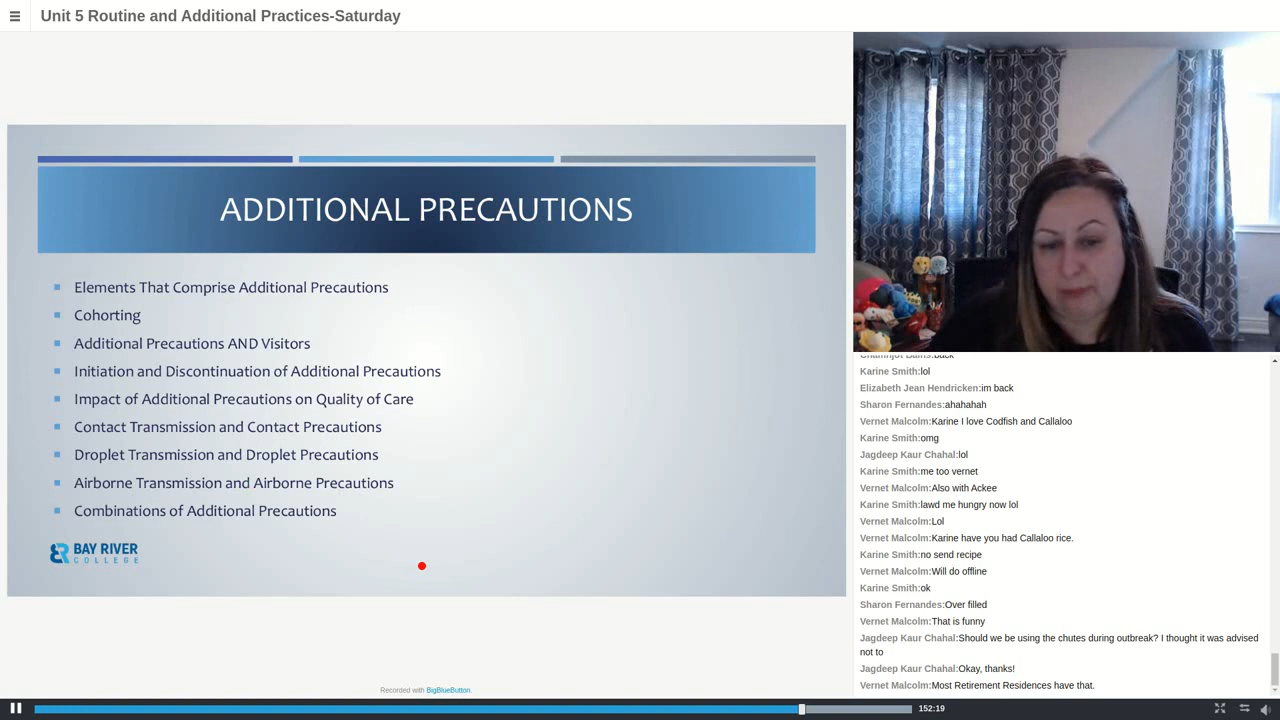 Unit 5 Routine and Additional Practices-Saturday
ADDITIONAL PRECAUTIONS
Elements That Comprise Additional Precautions
Cohorting
Additional Precautions AND Visitors
Initiation and Discontinuation of Additional Precautions
Impact of Additional Precautions on Quality of Care
Contact Transmission and Contact Precautions
Droplet Transmission and Droplet Precautions
Airborne Transmission and Airborne Precautions
Combinations of Additional Precautions
BAY RIVER
COLLEGE
Recorded with BigBlueButton.
Karine Smith:lol
Elizabeth Jean Hendricken:im back
Sharon Fernandes:ahahahah
Vernet Malcolm:Karine I love Codfish and Callaloo
Karine Smith:omg
Jagdeep Kaur Chahal:lol
Karine Smith:me too vernet
Vernet Malcolm:Also with Ackee
Karine Smith:lawd me hungry now lol
Vernet Malcolm:Lol
Vernet Malcolm:Karine have you had Callaloo rice.
Karine Smith:no send recipe
Vernet Malcolm:Will do offline
Karine Smith:ok
Sharon Fernandes:Over filled
Vernet Malcolm:That is funny
Jagdeep Kaur Chahal:Should we be using the chutes during outbreak? I thought it was advised
not to
Jagdeep Kaur Chahal:Okay, thanks!
Vernet Malcolm:Most Retirement Residences have that.
152:19